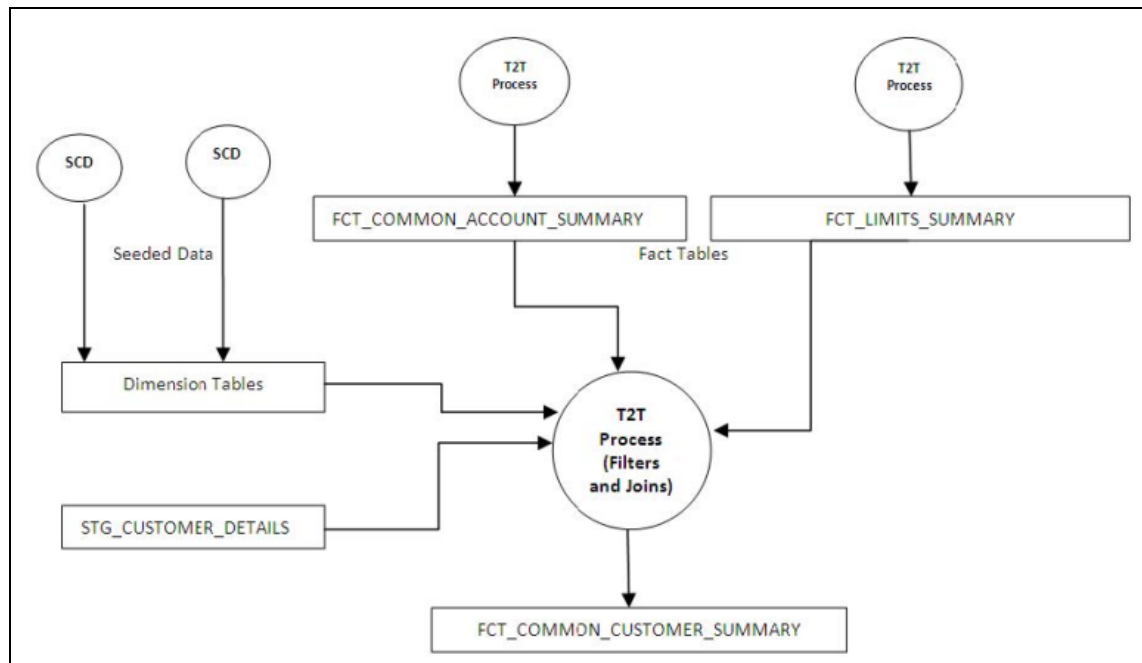 T2T
Process
T2T
Process
SCD
SCD
FCT_COMMON_ACCOUNT_SUMMARY
FCT_LIMITS_SUMMARY
Seeded Data
Fact Tables
Dimension Tables
T2T
Process
(Filters
and Joins)
STG_CUSTOMER_DETAILS
FCT_COMMON_CUSTOMER_SUMMARY